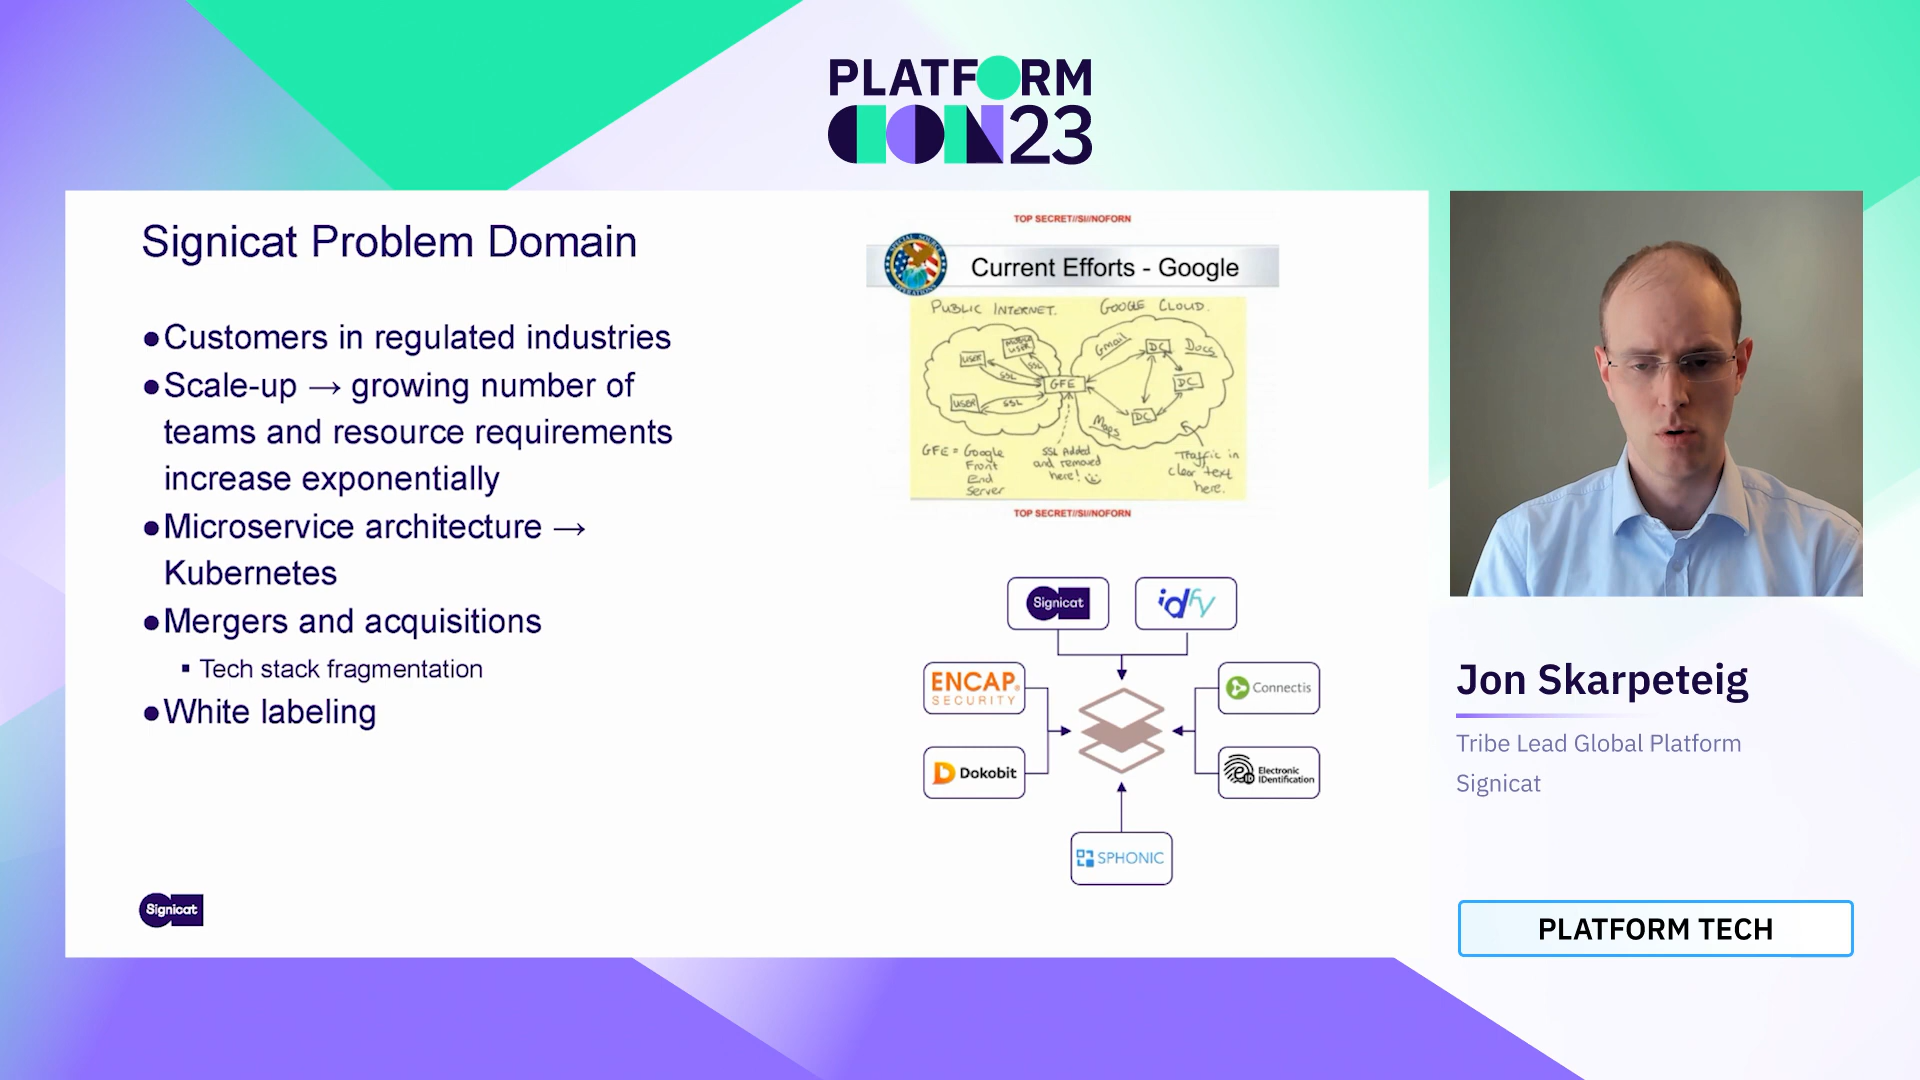 PLATFORM
CON23
Signicat Problem Domain
●Customers in regulated industries
●Scale-up → growing number of
teams and resource requirements
increase exponentially
●Microservice architecture →
Kubernetes
●Mergers and acquisitions
▪ Tech stack fragmentation
●White labeling
Signicat
TOP SECRET//SI//NOFORN
Current Efforts - Google
PUBLIC INTERNET. GOOGLE CLOUD.
USER
MOBILE USER
SSL
SSL
USER
SSL
GFE
Gmail
DC
Docs
DC
DC
Maps
GFE = Google
Front
End
Server
SSL Added
and removed
here!
Traffic in
clear text
here.
TOP SECRET//SI//NOFORN
Signicat
idfy
ENCAP
SECURITY
Connectis
Dokobit
eID Electronic
IDentification
SPHONIC
Jon Skarpeteig
Tribe Lead Global Platform
Signicat
PLATFORM TECH